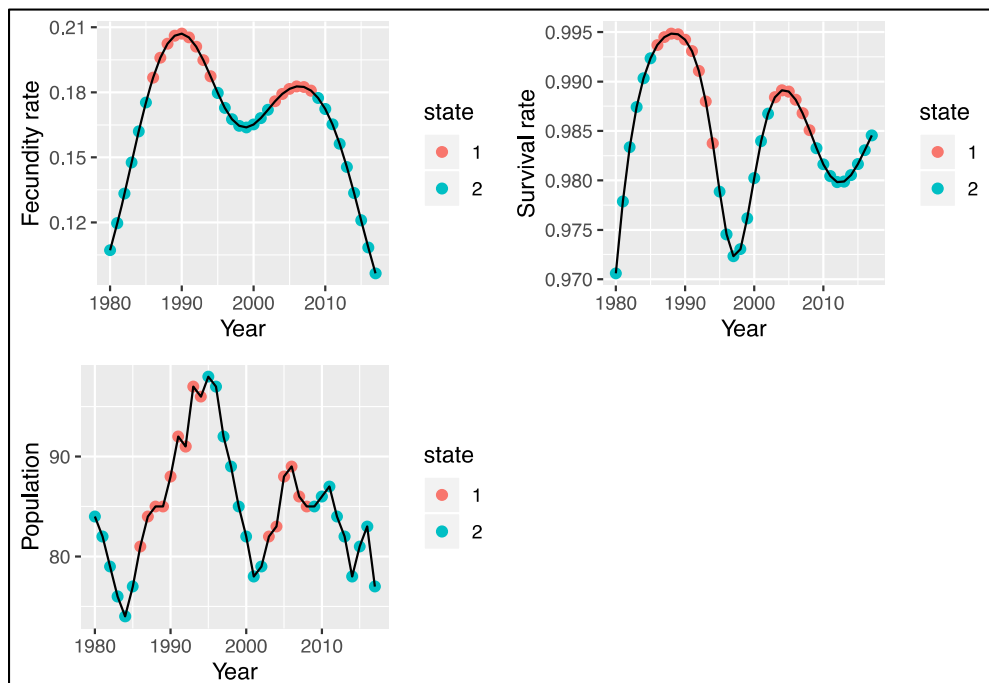 Fecundity rate
0.21
0.18
0.15
0.12
1980 1990 2000 2010
Year
state
1
2
Survival rate
0.995
0.990
0.985
0.980
0.975
0.970
1980 1990 2000 2010
Year
state
1
2
Population
90
80
1980 1990 2000 2010
Year
state
1
2